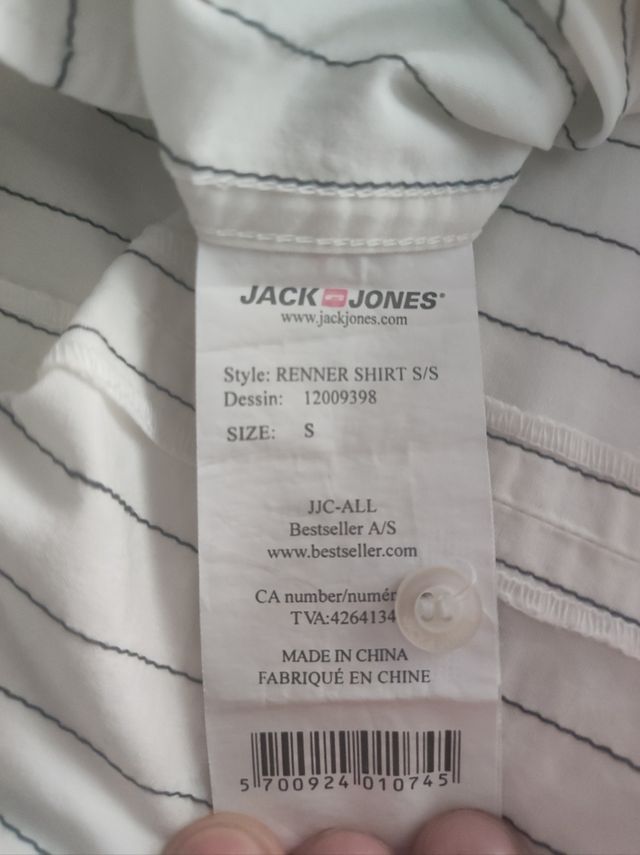 JACK JONES®
www.jackjones.com
Style: RENNER SHIRT S/S
Dessin: 12009398
SIZE: S
JJC-ALL
Bestseller A/S
www.bestseller.com
CA number/numér
TVA:4264134
MADE IN CHINA
FABRIQUÉ EN CHINE
5 700924 010745